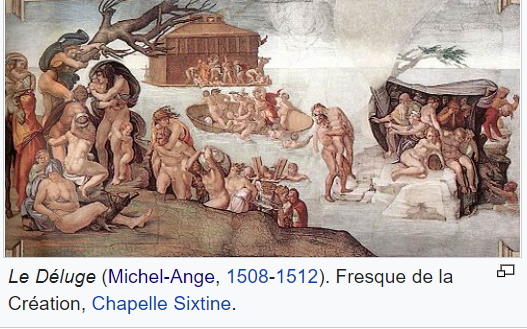 Le Déluge (Michel-Ange, 1508-1512). Fresque de la
Création, Chapelle Sixtine.